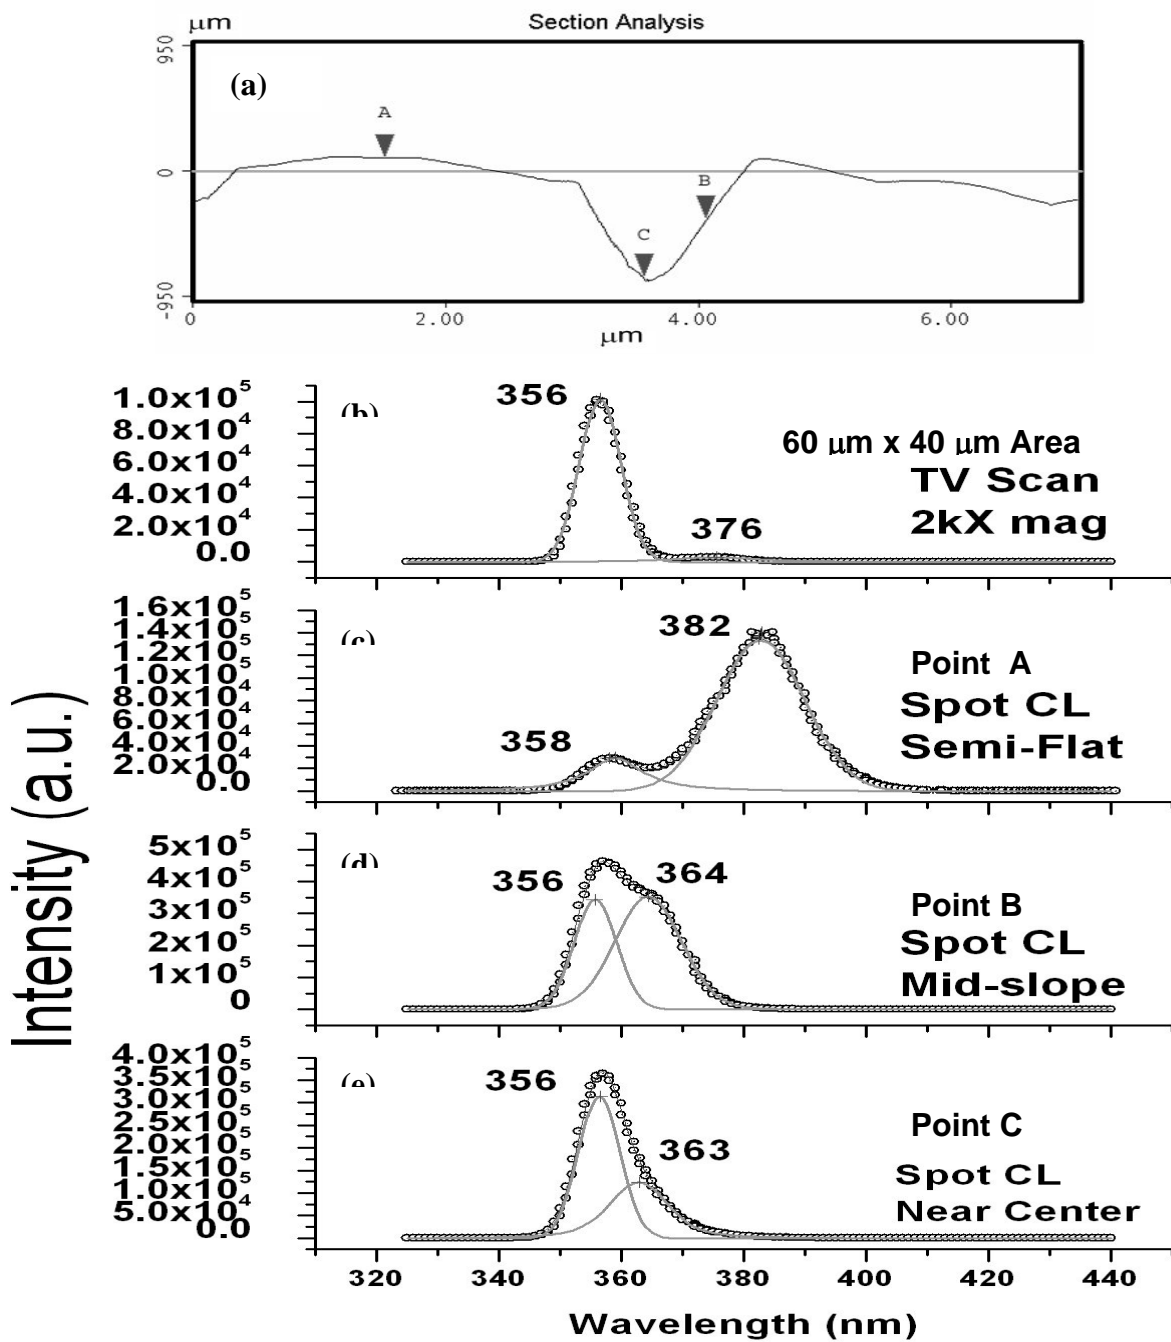 μm
Section Analysis
950
0
-950
(a)
A
B
C
0
2.00
4.00
6.00
μm
Intensity (a.u.)
1.0x10⁵
8.0x10⁴
6.0x10⁴
4.0x10⁴
2.0x10⁴
0.0
(b)
356
376
60 μm x 40 μm Area
TV Scan
2kX mag
1.6x10⁵
1.4x10⁵
1.2x10⁵
1.0x10⁵
8.0x10⁴
6.0x10⁴
4.0x10⁴
2.0x10⁴
0.0
(c)
358
382
Point A
Spot CL
Semi-Flat
5x10⁵
4x10⁵
3x10⁵
2x10⁵
1x10⁵
0
(d)
356
364
Point B
Spot CL
Mid-slope
4.0x10⁵
3.5x10⁵
3.0x10⁵
2.5x10⁵
2.0x10⁵
1.5x10⁵
1.0x10⁵
5.0x10⁴
0.0
(e)
356
363
Point C
Spot CL
Near Center
320
340
360
380
400
420
440
Wavelength (nm)